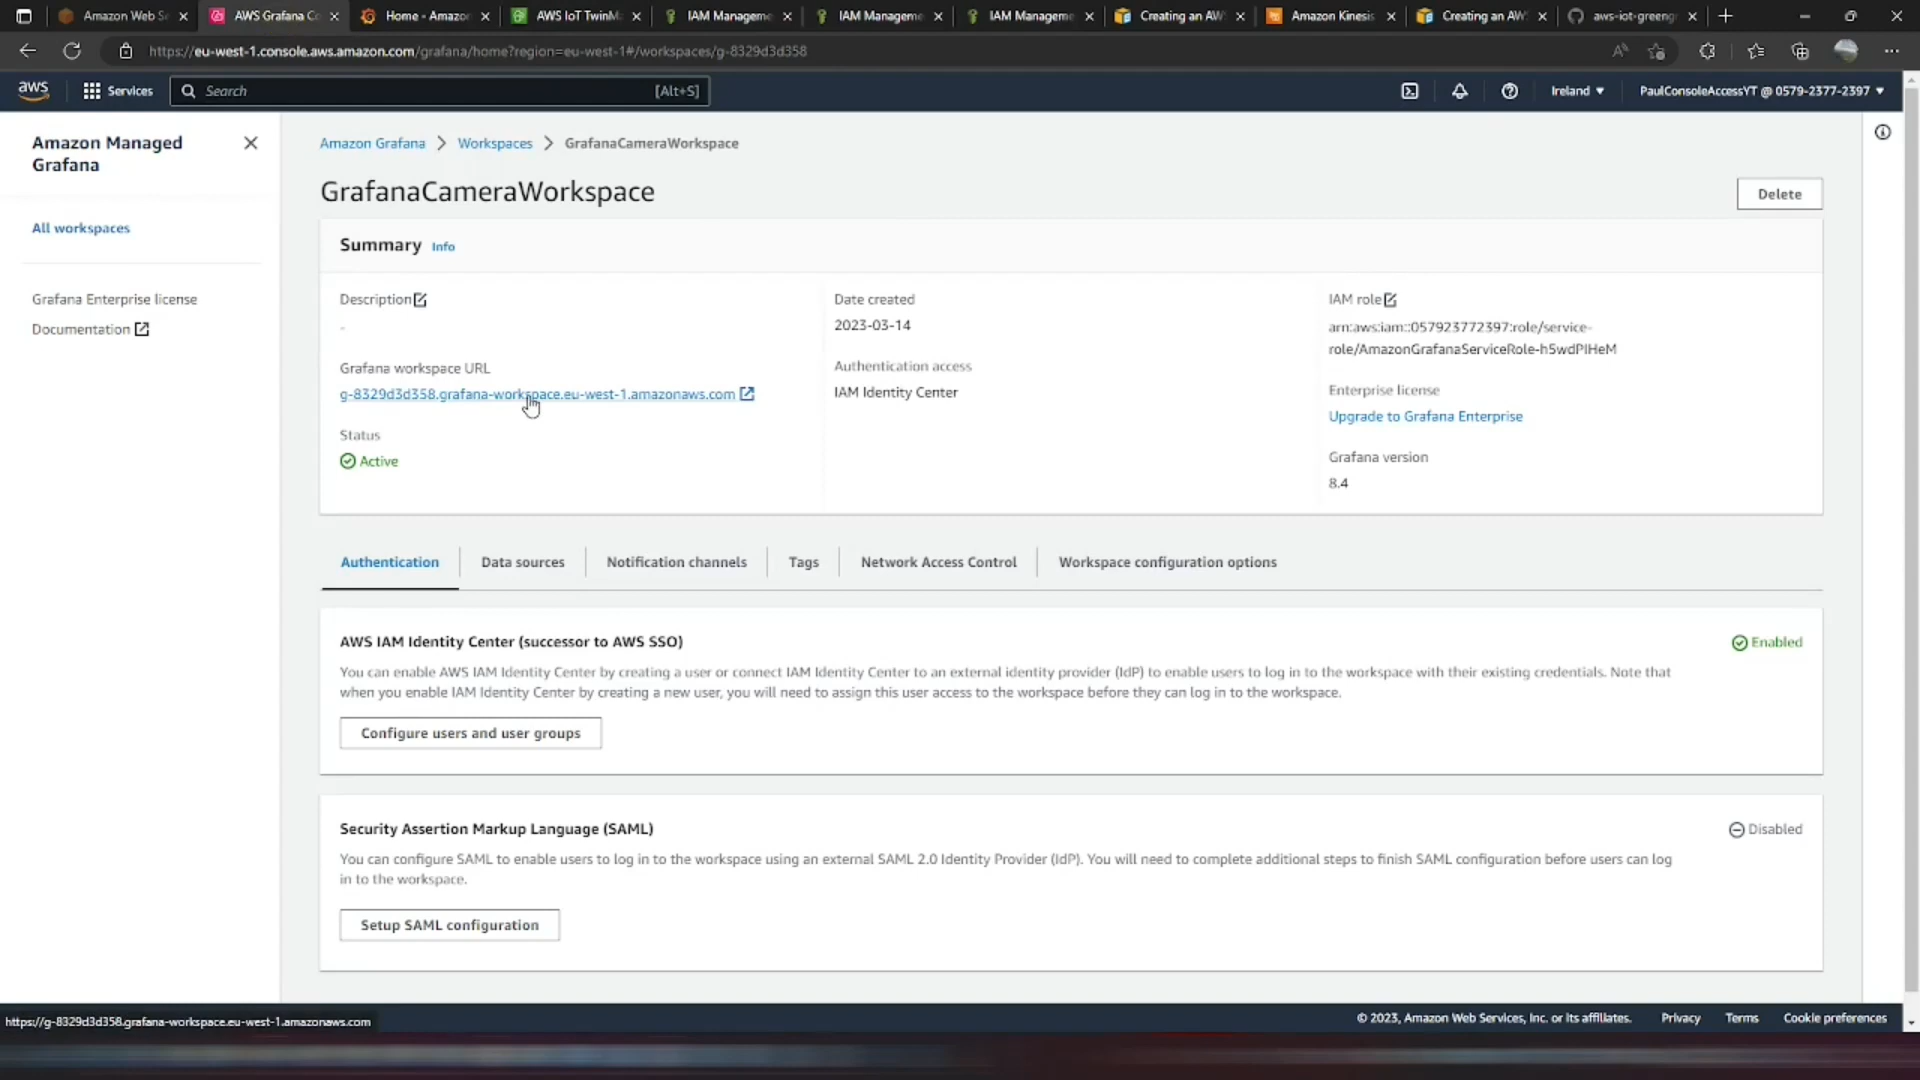 Amazon Web S
AWS Grafana C
Home - Amazo
AWS IoT TwinM
IAM Manageme
IAM Manageme
IAM Manageme
Creating an AW
Amazon Kinesis
Creating an AW
aws-iot-greeng
https://eu-west-1.console.aws.amazon.com/grafana/home?region=eu-west-1#/workspaces/g-8329d3d358
aws
Services
Search
[Alt+S]
Ireland
PaulConsoleAccessYT @ 0579-2377-2397
Amazon Managed
Grafana
All workspaces
Grafana Enterprise license
Documentation
Amazon Grafana > Workspaces > GrafanaCameraWorkspace
GrafanaCameraWorkspace
Delete
Summary Info
Description
-
Grafana workspace URL
g-8329d3d358.grafana-workspace.eu-west-1.amazonaws.com
Status
Active
Date created
2023-03-14
Authentication access
IAM Identity Center
IAM role
arn:aws:iam::057923772397:role/service-
role/AmazonGrafanaServiceRole-h5wdPIHeM
Enterprise license
Upgrade to Grafana Enterprise
Grafana version
8.4
Authentication
Data sources
Notification channels
Tags
Network Access Control
Workspace configuration options
AWS IAM Identity Center (successor to AWS SSO)
Enabled
You can enable AWS IAM Identity Center by creating a user or connect IAM Identity Center to an external identity provider (IdP) to enable users to log in to the workspace with their existing credentials. Note that
when you enable IAM Identity Center by creating a new user, you will need to assign this user access to the workspace before they can log in to the workspace.
Configure users and user groups
Security Assertion Markup Language (SAML)
Disabled
You can configure SAML to enable users to log in to the workspace using an external SAML 2.0 Identity Provider (IdP). You will need to complete additional steps to finish SAML configuration before users can log
in to the workspace.
Setup SAML configuration
https://g-8329d3d358.grafana-workspace.eu-west-1.amazonaws.com
© 2023, Amazon Web Services, Inc. or its affiliates.
Privacy
Terms
Cookie preferences